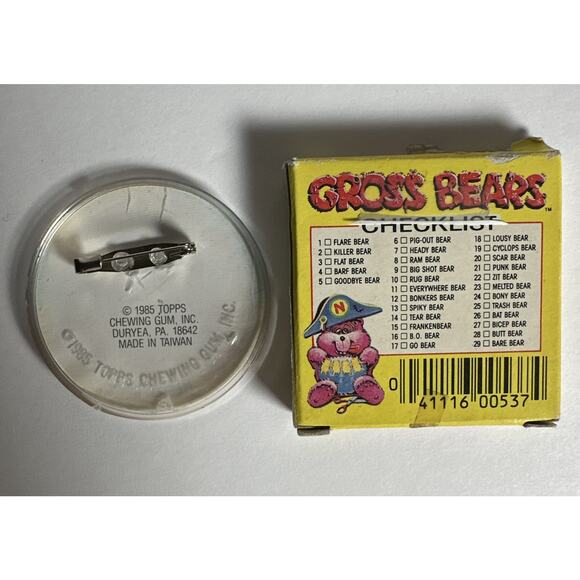 © 1985 TOPPS
CHEWING GUM, INC.
DURYEA, PA. 18642
MADE IN TAIWAN
©1985 TOPPS CHEWING GUM, INC.
GROSS BEARS™
CHECKLIST
1 □ FLARE BEAR
2 □ KILLER BEAR
3 □ FLAT BEAR
4 □ BARF BEAR
5 □ GOODBYE BEAR
6 □ PIG-OUT BEAR
7 □ HEADY BEAR
8 □ RAM BEAR
9 □ BIG SHOT BEAR
10 □ RUG BEAR
11 □ EVERYWHERE BEAR
12 □ BONKERS BEAR
13 □ SPIKY BEAR
14 □ TEAR BEAR
15 □ FRANKENBEAR
16 □ B.O. BEAR
17 □ GO BEAR
18 □ LOUSY BEAR
19 □ CYCLOPS BEAR
20 □ SCAR BEAR
21 □ PUNK BEAR
22 □ ZIT BEAR
23 □ MELTED BEAR
24 □ BONY BEAR
25 □ TRASH BEAR
26 □ BAT BEAR
27 □ BICEP BEAR
28 □ BUTT BEAR
29 □ BARE BEAR
N
0 41116 00537